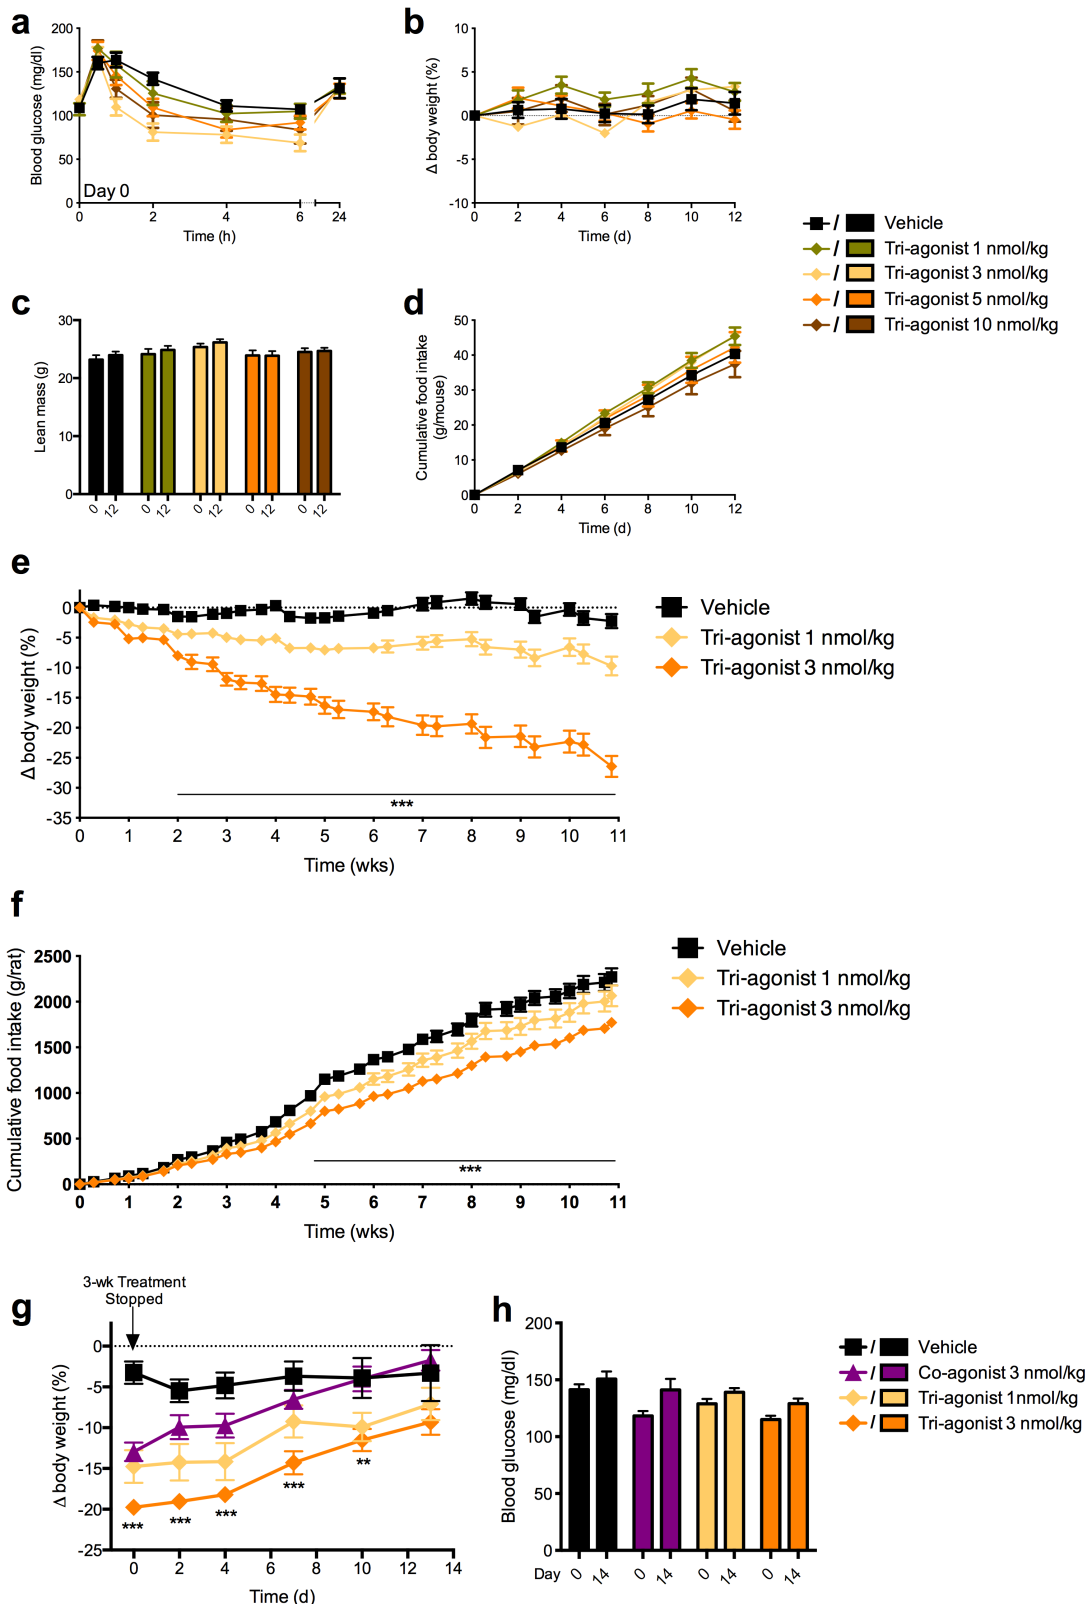 a
Blood glucose (mg/dl)
200
150
100
50
0
Day 0
0
2
4
6
24
Time (h)
b
Δ body weight (%)
10
5
0
-5
-10
0
2
4
6
8
10
12
Time (d)
/ Vehicle
/ Tri-agonist 1 nmol/kg
/ Tri-agonist 3 nmol/kg
/ Tri-agonist 5 nmol/kg
/ Tri-agonist 10 nmol/kg
c
Lean mass (g)
30
20
10
0
0
12
0
12
0
12
0
12
0
12
d
Cumulative food intake
(g/mouse)
50
40
30
20
10
0
0
2
4
6
8
10
12
Time (d)
e
Δ body weight (%)
0
-5
-10
-15
-20
-25
-30
-35
***
0
1
2
3
4
5
6
7
8
9
10
11
Time (wks)
Vehicle
Tri-agonist 1 nmol/kg
Tri-agonist 3 nmol/kg
f
Cumulative food intake (g/rat)
2500
2000
1500
1000
500
0
***
0
1
2
3
4
5
6
7
8
9
10
11
Time (wks)
Vehicle
Tri-agonist 1 nmol/kg
Tri-agonist 3 nmol/kg
g
3-wk Treatment
Stopped
Δ body weight (%)
0
-5
-10
-15
-20
-25
***
***
***
***
**
0
2
4
6
8
10
12
14
Time (d)
h
Blood glucose (mg/dl)
200
150
100
50
0
Day
0
14
0
14
0
14
0
14
/ Vehicle
/ Co-agonist 3 nmol/kg
/ Tri-agonist 1nmol/kg
/ Tri-agonist 3 nmol/kg